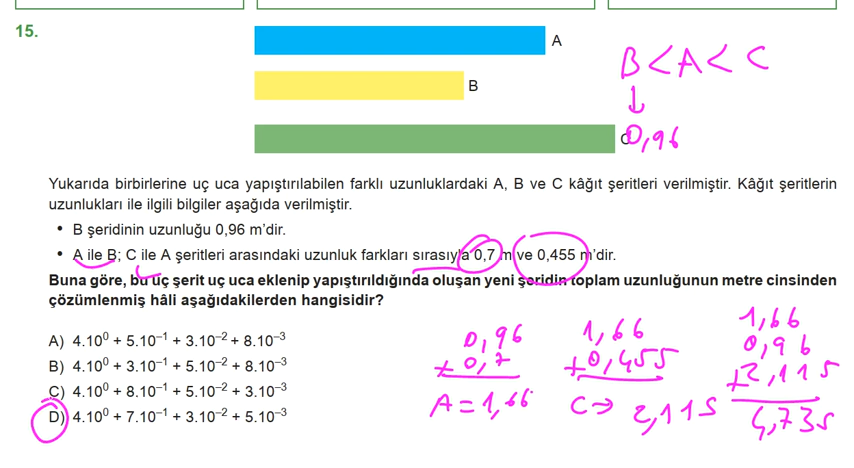 15.
A
B
C
B < A < C
↓
0,96
Yukarıda birbirlerine uç uca yapıştırılabilen farklı uzunluklardaki A, B ve C kâğıt şeritleri verilmiştir. Kâğıt şeritlerin
uzunlukları ile ilgili bilgiler aşağıda verilmiştir.
• B şeridinin uzunluğu 0,96 m'dir.
• A ile B; C ile A şeritleri arasındaki uzunluk farkları sırasıyla 0,7 m ve 0,455 m'dir.
Buna göre, bu üç şerit uç uca eklenip yapıştırıldığında oluşan yeni şeridin toplam uzunluğunun metre cinsinden
çözümlenmiş hâli aşağıdakilerden hangisidir?
A) 4.10⁰ + 5.10⁻¹ + 3.10⁻² + 8.10⁻³
B) 4.10⁰ + 3.10⁻¹ + 5.10⁻² + 8.10⁻³
C) 4.10⁰ + 8.10⁻¹ + 5.10⁻² + 3.10⁻³
D) 4.10⁰ + 7.10⁻¹ + 3.10⁻² + 5.10⁻³
0,96
+ 0,7
A = 1,66
1,66
+ 0,455
C → 2,115
1,66
0,96
+ 2,115
4,735